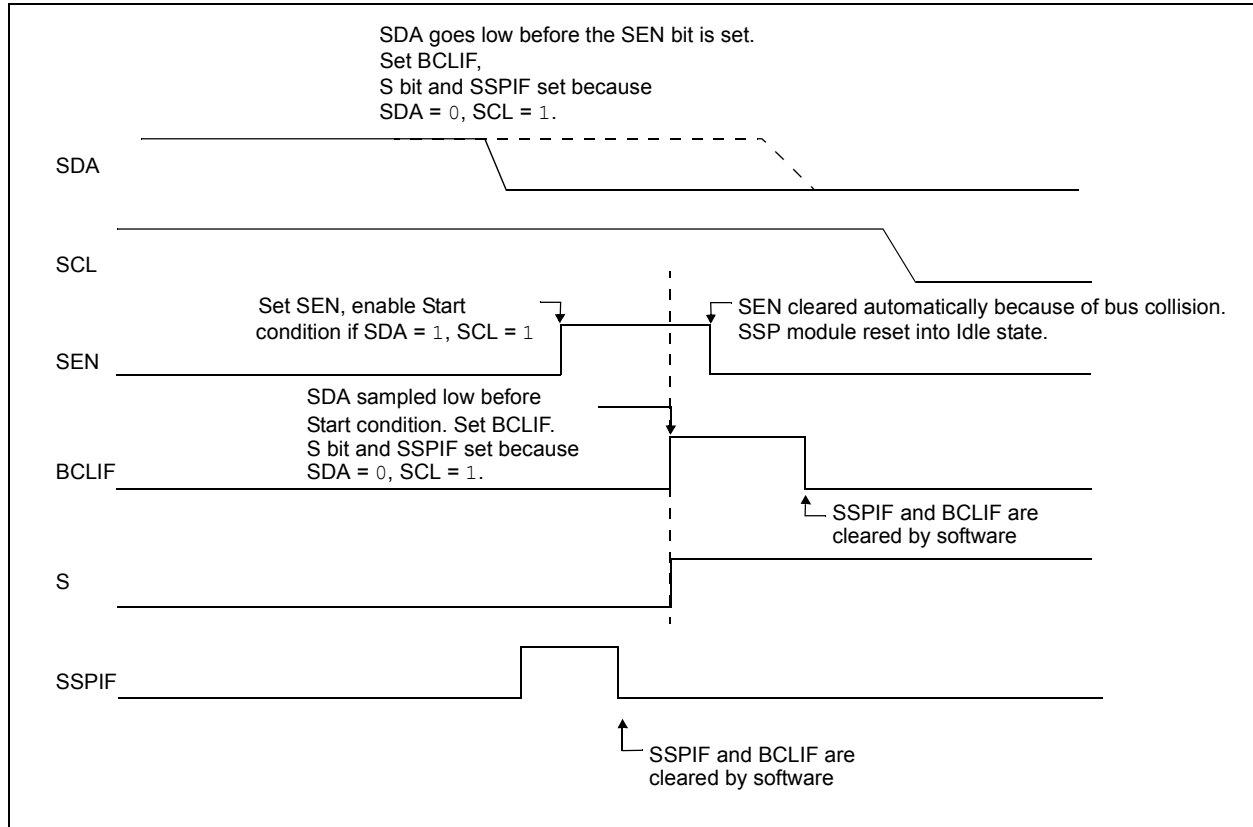 SDA goes low before the SEN bit is set.
Set BCLIF,
S bit and SSPIF set because
SDA = 0, SCL = 1.
SDA
SCL
Set SEN, enable Start
condition if SDA = 1, SCL = 1
SEN cleared automatically because of bus collision.
SSP module reset into Idle state.
SEN
SDA sampled low before
Start condition. Set BCLIF.
S bit and SSPIF set because
SDA = 0, SCL = 1.
BCLIF
SSPIF and BCLIF are
cleared by software
S
SSPIF
SSPIF and BCLIF are
cleared by software